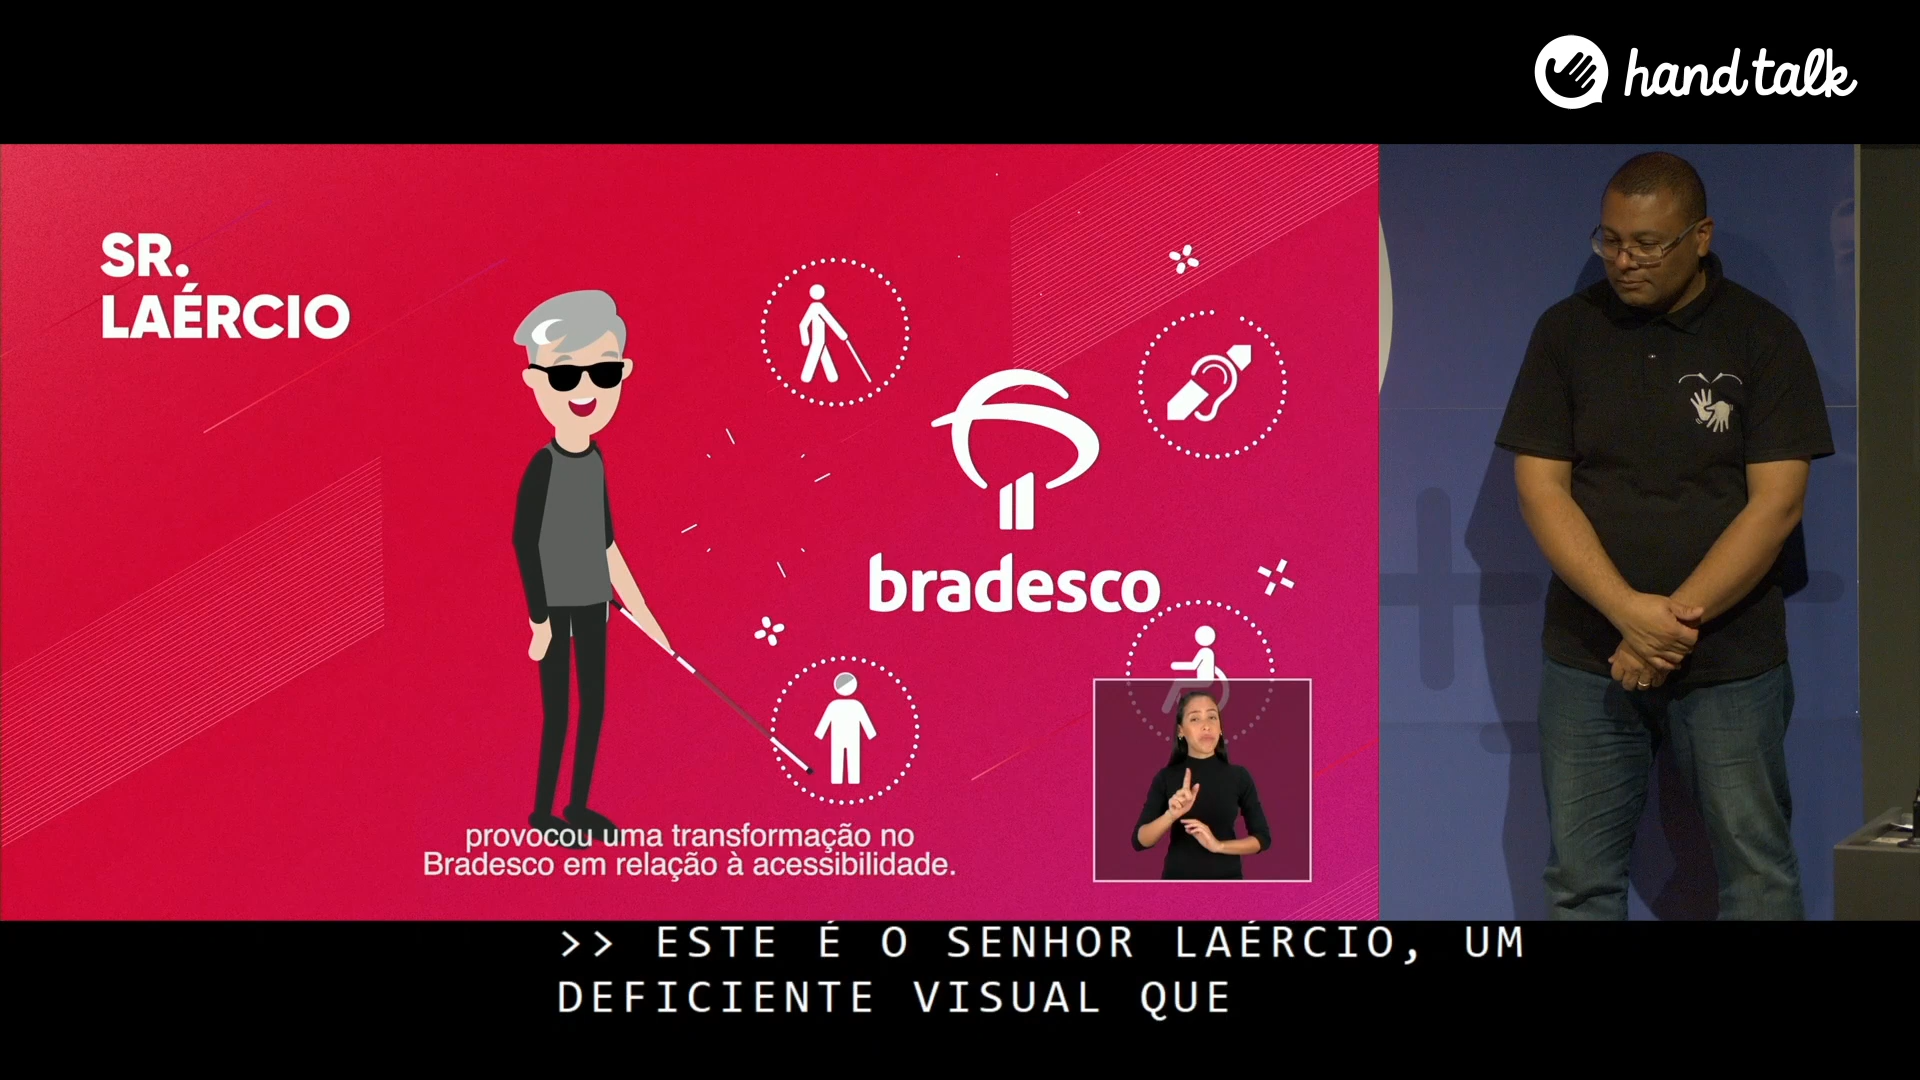 hand talk
SR.
LAÉRCIO
bradesco
provocou uma transformação no
Bradesco em relação à acessibilidade.
>> ESTE É O SENHOR LAÉRCIO, UM
DEFICIENTE VISUAL QUE